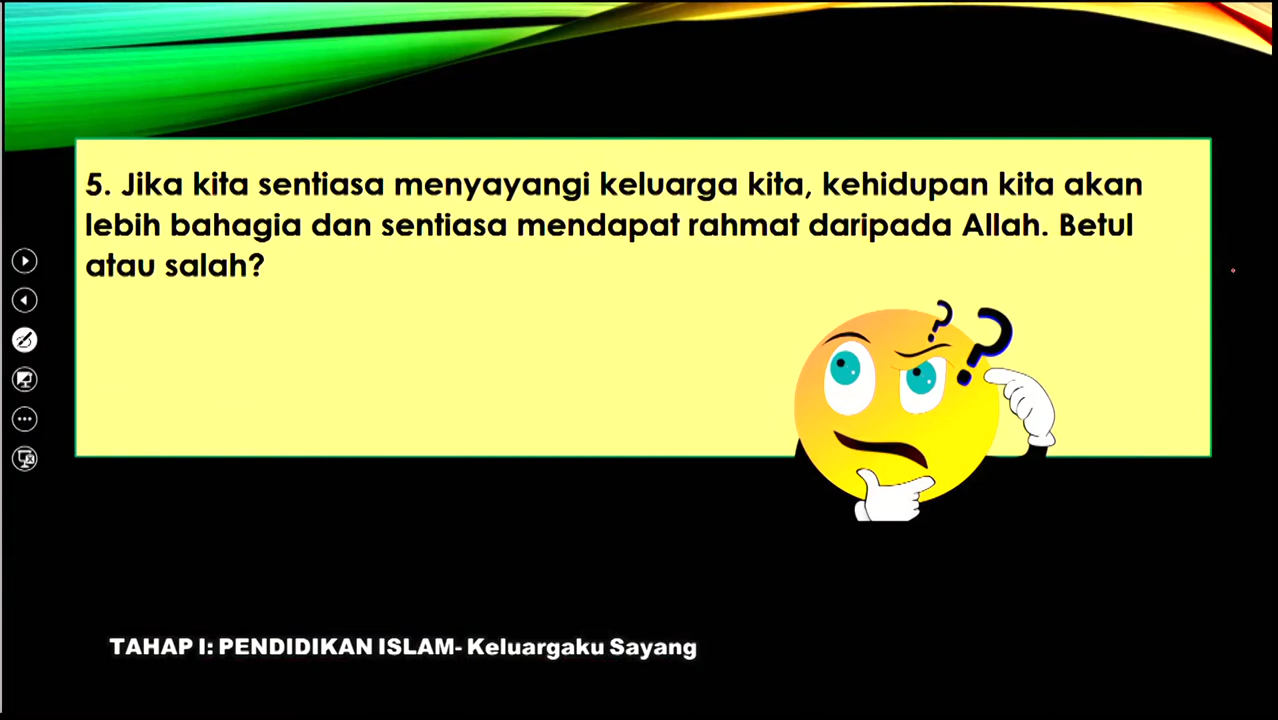 5. Jika kita sentiasa menyayangi keluarga kita, kehidupan kita akan
lebih bahagia dan sentiasa mendapat rahmat daripada Allah. Betul
atau salah?
? ?
TAHAP I: PENDIDIKAN ISLAM- Keluargaku Sayang